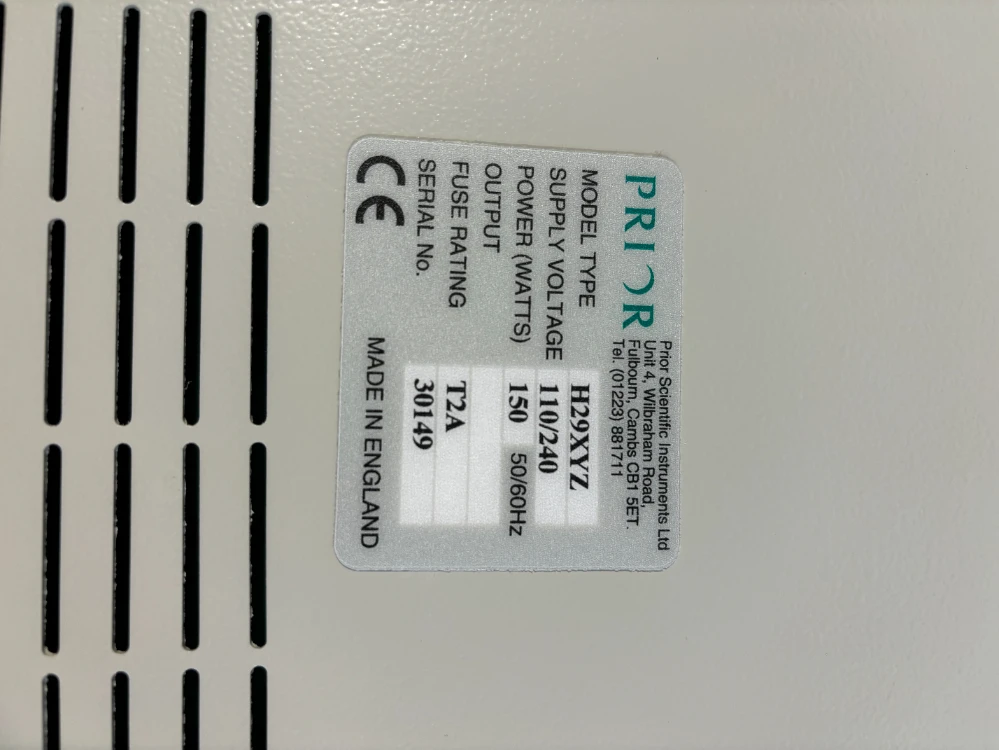 PRIOR
Prior Scientific Instruments Ltd
Unit 4, Wilbraham Road,
Fulbourn, Cambs CB1 5ET.
Tel. (01223) 881711
MODEL TYPE H29XYZ
SUPPLY VOLTAGE 110/240
POWER (WATTS) 150 50/60Hz
OUTPUT
FUSE RATING T2A
SERIAL No. 30149
CE MADE IN ENGLAND